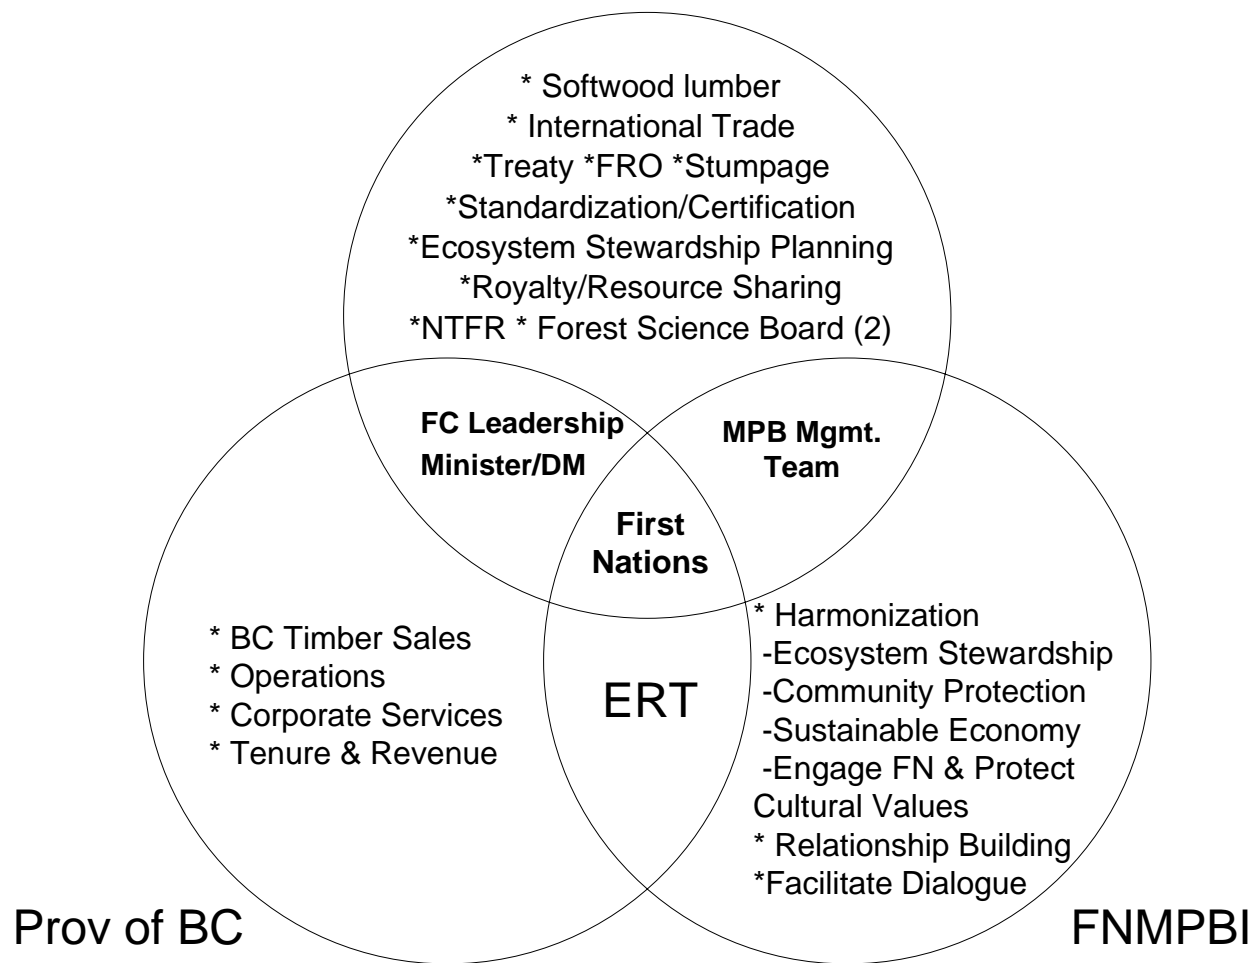 * Softwood lumber
* International Trade
*Treaty *FRO *Stumpage
*Standardization/Certification
*Ecosystem Stewardship Planning
*Royalty/Resource Sharing
*NTFR * Forest Science Board (2)
FC Leadership
Minister/DM
MPB Mgmt.
Team
First
Nations
* BC Timber Sales
* Operations
* Corporate Services
* Tenure & Revenue
ERT
* Harmonization
-Ecosystem Stewardship
-Community Protection
-Sustainable Economy
-Engage FN & Protect
Cultural Values
* Relationship Building
*Facilitate Dialogue
Prov of BC
FNMPBI